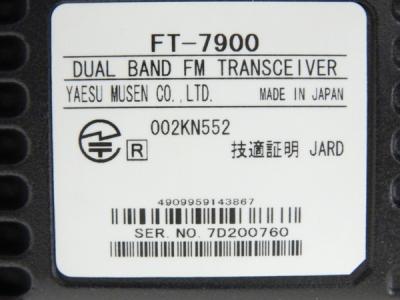 FT-7900
DUAL BAND FM TRANSCEIVER
YAESU MUSEN CO.,LTD. MADE IN JAPAN
R 002KN552
技適証明 JARD
4909959143867
SER. NO. 7D200760